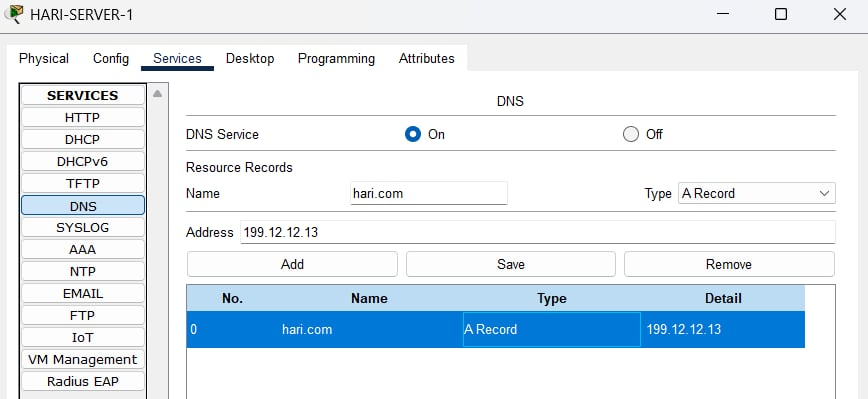 HARI-SERVER-1
Physical Config Services Desktop Programming Attributes
SERVICES
HTTP
DHCP
DHCPv6
TFTP
DNS
SYSLOG
AAA
NTP
EMAIL
FTP
IoT
VM Management
Radius EAP
DNS
DNS Service On Off
Resource Records
Name hari.com Type A Record
Address 199.12.12.13
Add Save Remove
No. Name Type Detail
0 hari.com A Record 199.12.12.13